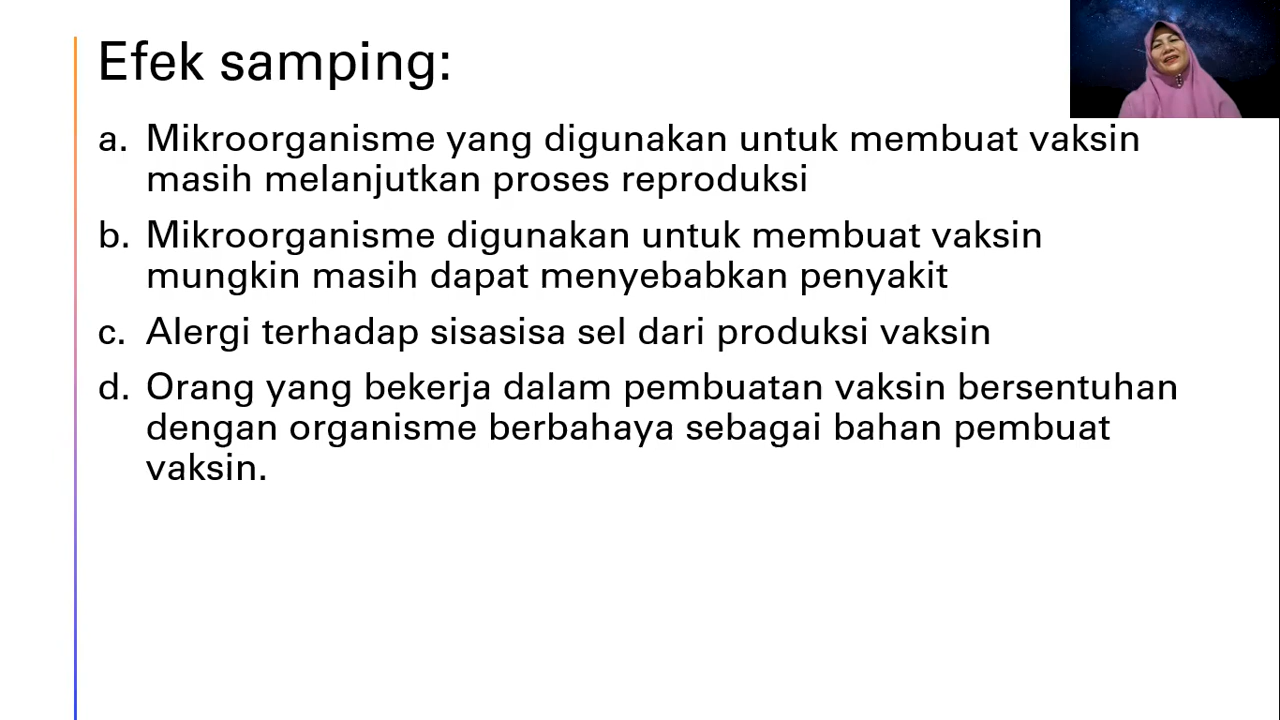 Efek samping:
a. Mikroorganisme yang digunakan untuk membuat vaksin
masih melanjutkan proses reproduksi
b. Mikroorganisme digunakan untuk membuat vaksin
mungkin masih dapat menyebabkan penyakit
c. Alergi terhadap sisasisa sel dari produksi vaksin
d. Orang yang bekerja dalam pembuatan vaksin bersentuhan
dengan organisme berbahaya sebagai bahan pembuat
vaksin.